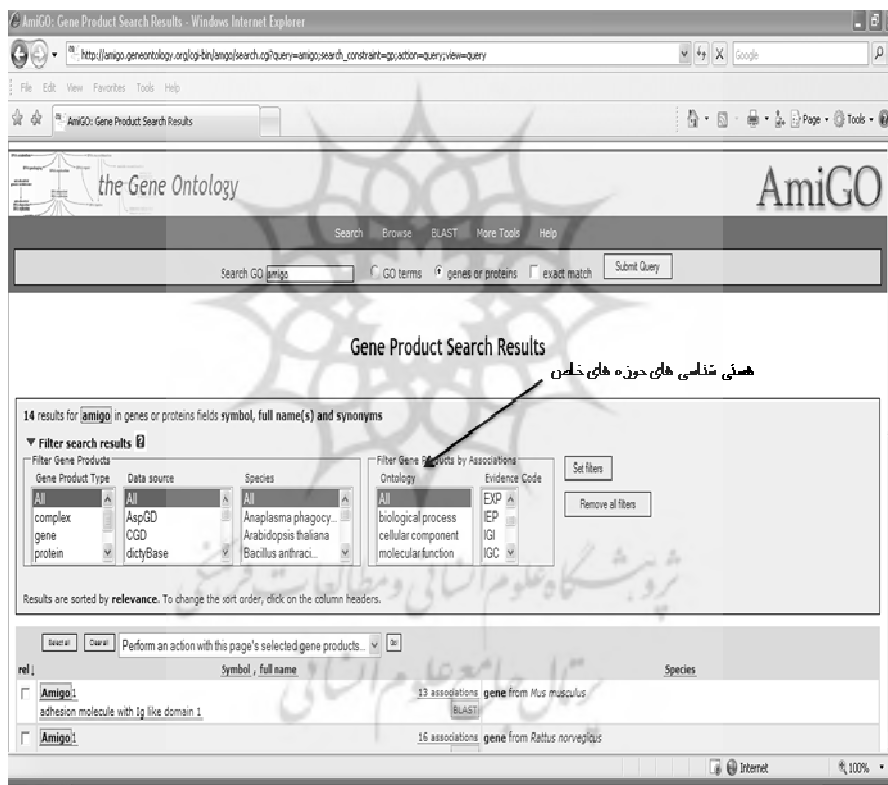 AmiGO: Gene Product Search Results - Windows Internet Explorer
http://amigo.geneontology.org/cgi-bin/amigo/search.cgi?query=amigo;search_constraint=gp;action=query;view=query
Google
File Edit View Favorites Tools Help
AmiGO: Gene Product Search Results
Page Tools
the Gene Ontology
AmiGO
Search Browse BLAST More Tools Help
Search GO amigo GO terms genes or proteins exact match Submit Query
Gene Product Search Results
هستی شناسی های حوزه های خاص
14 results for amigo in genes or proteins fields symbol, full name(s) and synonyms
Filter search results ?
Filter Gene Products
Filter Gene Products by Associations
Gene Product Type Data source Species Ontology Evidence Code
Set filters
All All All All EXP
complex AspGD Anaplasma phagocy... biological process IEP
Remove all filters
gene CGD Arabidopsis thaliana cellular component IGI
protein dictyBase Bacillus anthraci... molecular function IGC
پژوهشگاه علوم انسانی و مطالعات فرهنگی
Results are sorted by relevance. To change the sort order, click on the column headers.
Select all Clear all Perform an action with this page's selected gene products... Go!
پرتال جامع علوم انسانی
rel↓ Symbol, full name Species
Amigo1 13 associations gene from Mus musculus
adhesion molecule with Ig like domain 1 BLAST
Amigo1 16 associations gene from Rattus norvegicus
Internet 100%